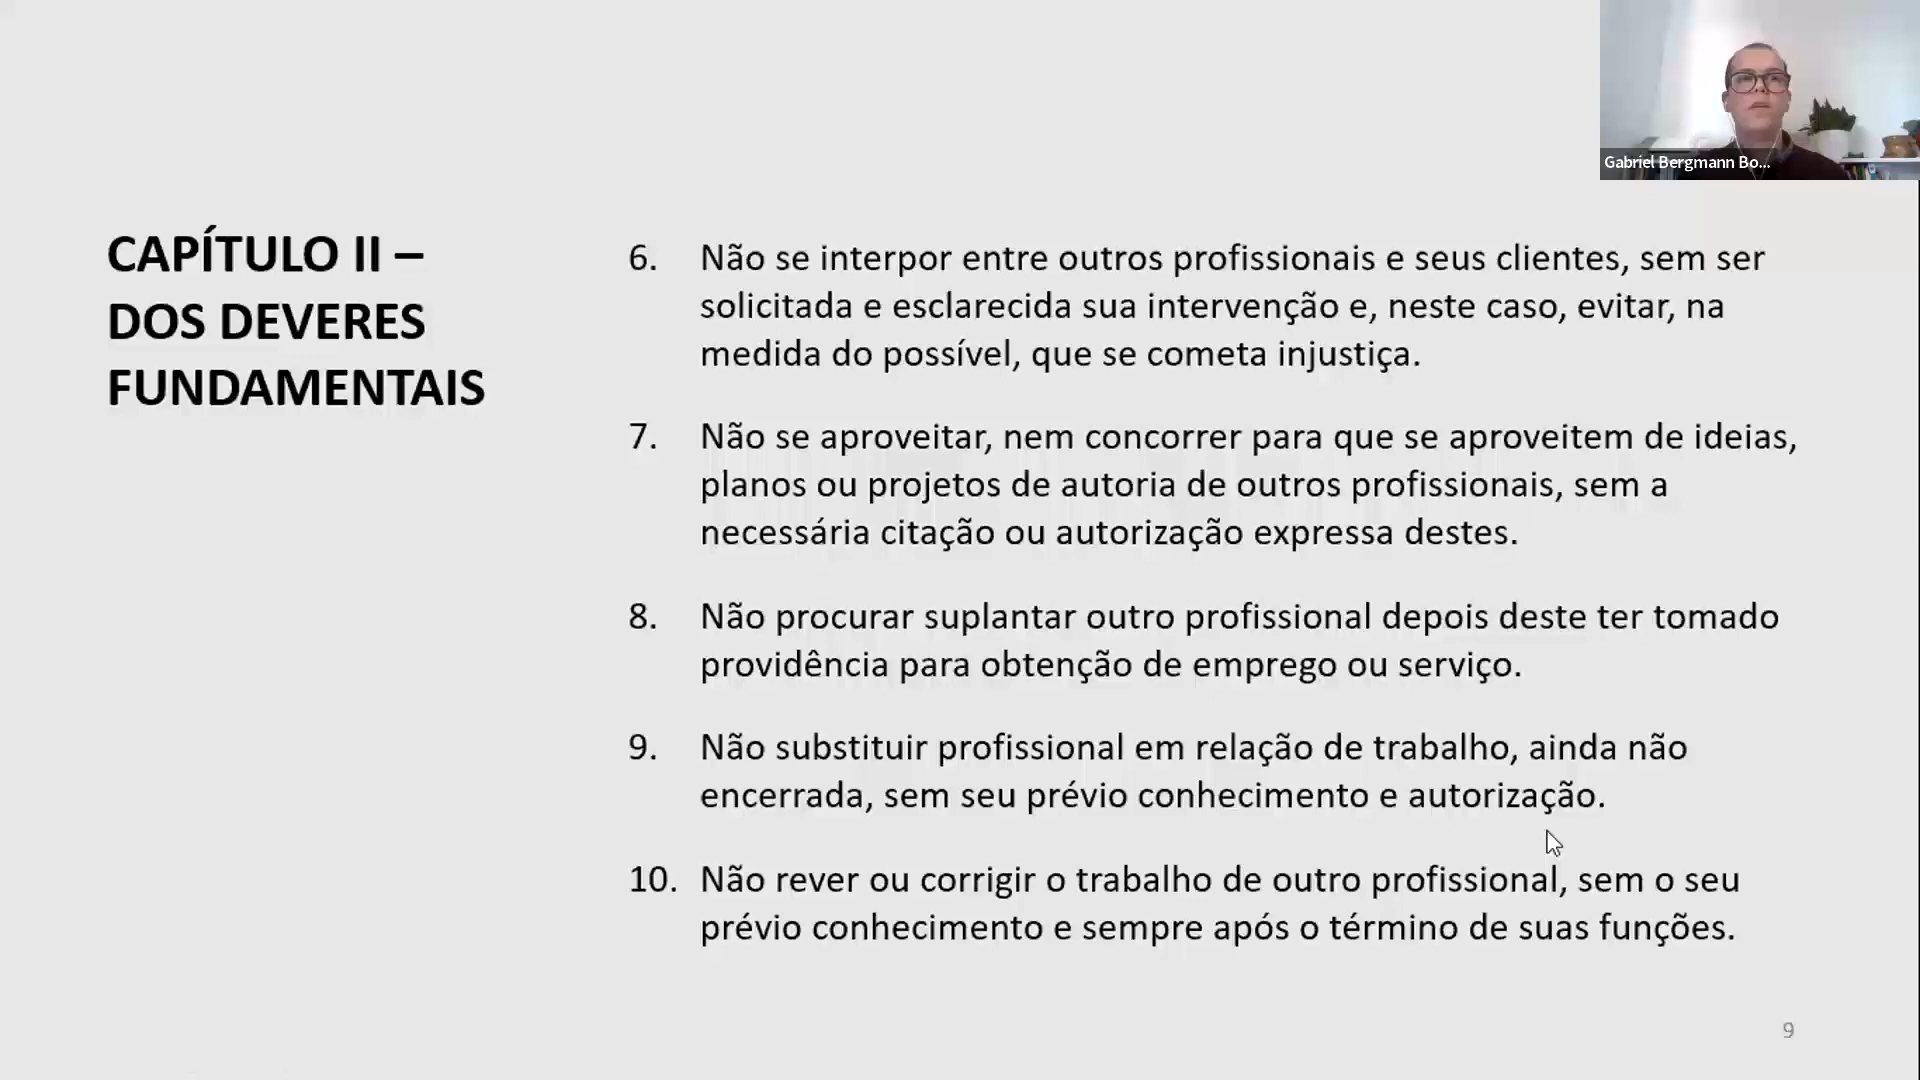 Gabriel Bergmann Bo...
CAPÍTULO II –
DOS DEVERES
FUNDAMENTAIS
6. Não se interpor entre outros profissionais e seus clientes, sem ser
solicitada e esclarecida sua intervenção e, neste caso, evitar, na
medida do possível, que se cometa injustiça.
7. Não se aproveitar, nem concorrer para que se aproveitem de ideias,
planos ou projetos de autoria de outros profissionais, sem a
necessária citação ou autorização expressa destes.
8. Não procurar suplantar outro profissional depois deste ter tomado
providência para obtenção de emprego ou serviço.
9. Não substituir profissional em relação de trabalho, ainda não
encerrada, sem seu prévio conhecimento e autorização.
10. Não rever ou corrigir o trabalho de outro profissional, sem o seu
prévio conhecimento e sempre após o término de suas funções.
9